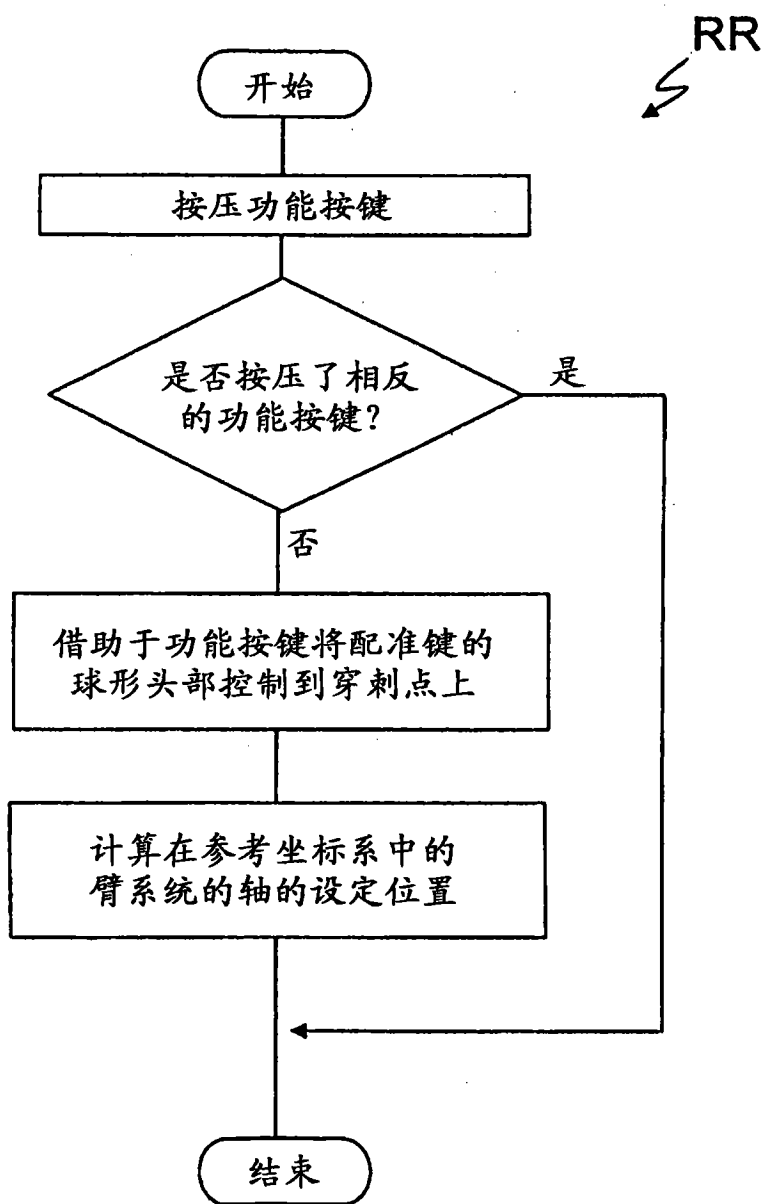 RR
开始
按压功能按键
是否按压了相反
的功能按键?
是
否
借助于功能按键将配准键的
球形头部控制到穿刺点上
计算在参考坐标系中的
臂系统的轴的设定位置
结束